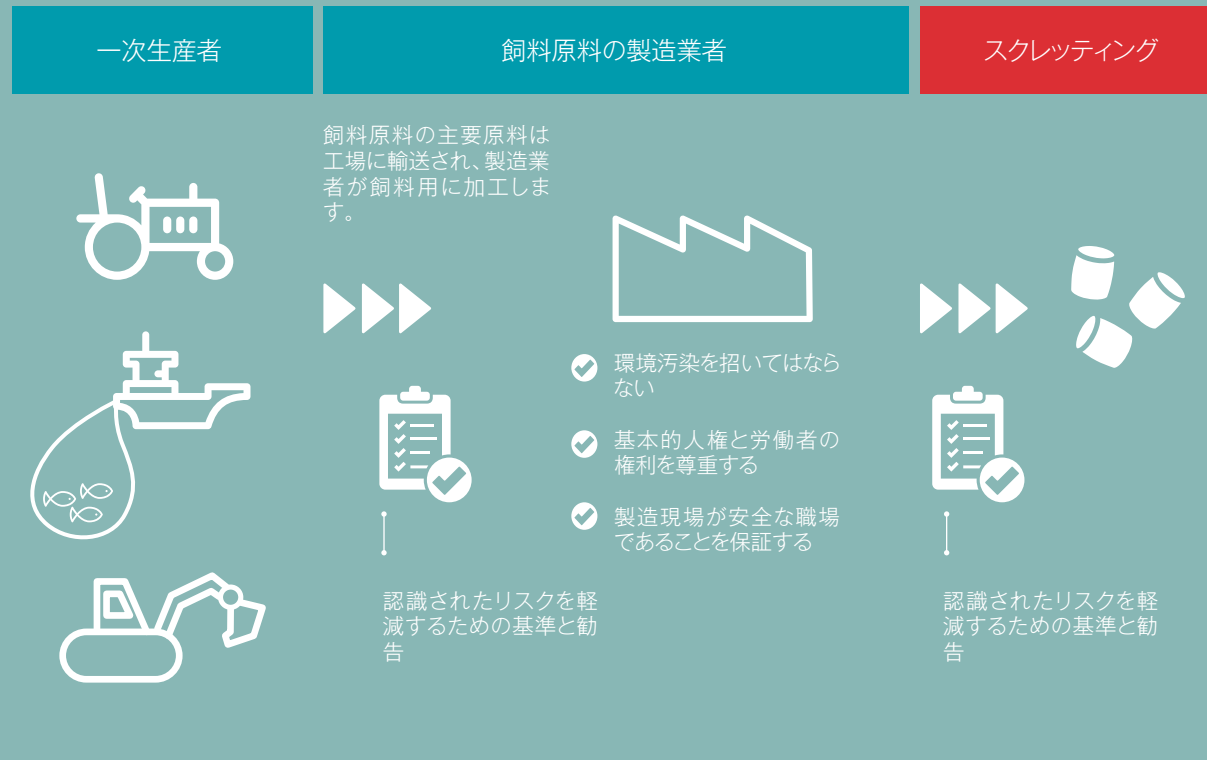 一次生産者
飼料原料の製造業者
スクレッティング
飼料原料の主要原料は
工場に輸送され、製造業
者が飼料用に加工しま
す。
環境汚染を招いてはなら
ない
基本的人権と労働者の
権利を尊重する
製造現場が安全な職場
であることを保証する
認識されたリスクを軽
減するための基準と勧
告
認識されたリスクを軽
減するための基準と勧
告